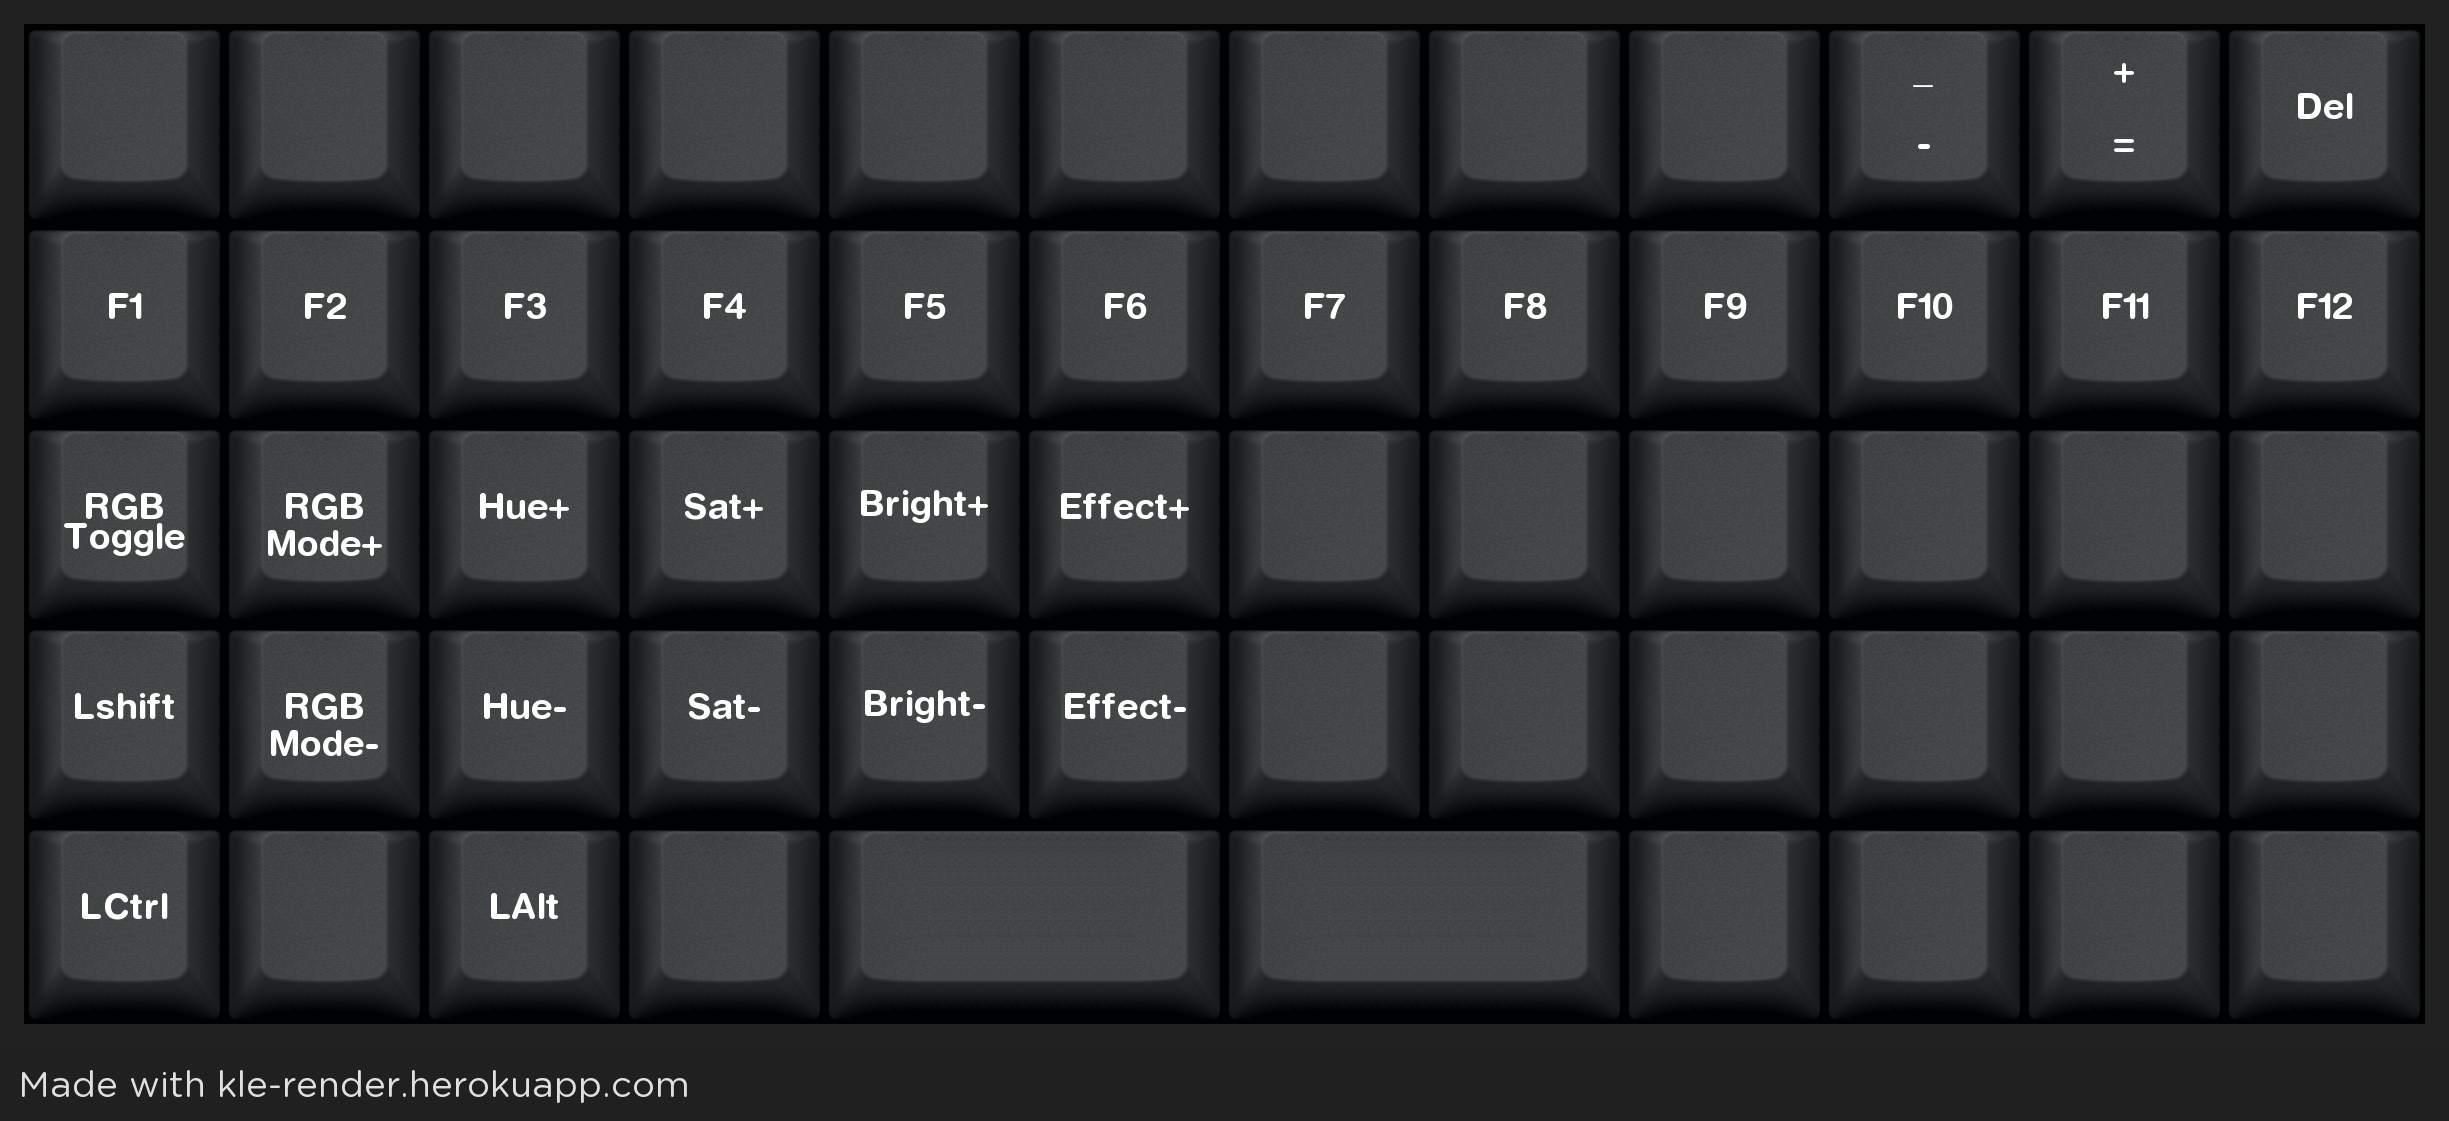 _ + Del
- =
F1 F2 F3 F4 F5 F6 F7 F8 F9 F10 F11 F12
RGB RGB Hue+ Sat+ Bright+ Effect+
Toggle Mode+
Lshift RGB Hue- Sat- Bright- Effect-
Mode-
LCtrl LAlt
Made with kle-render.herokuapp.com